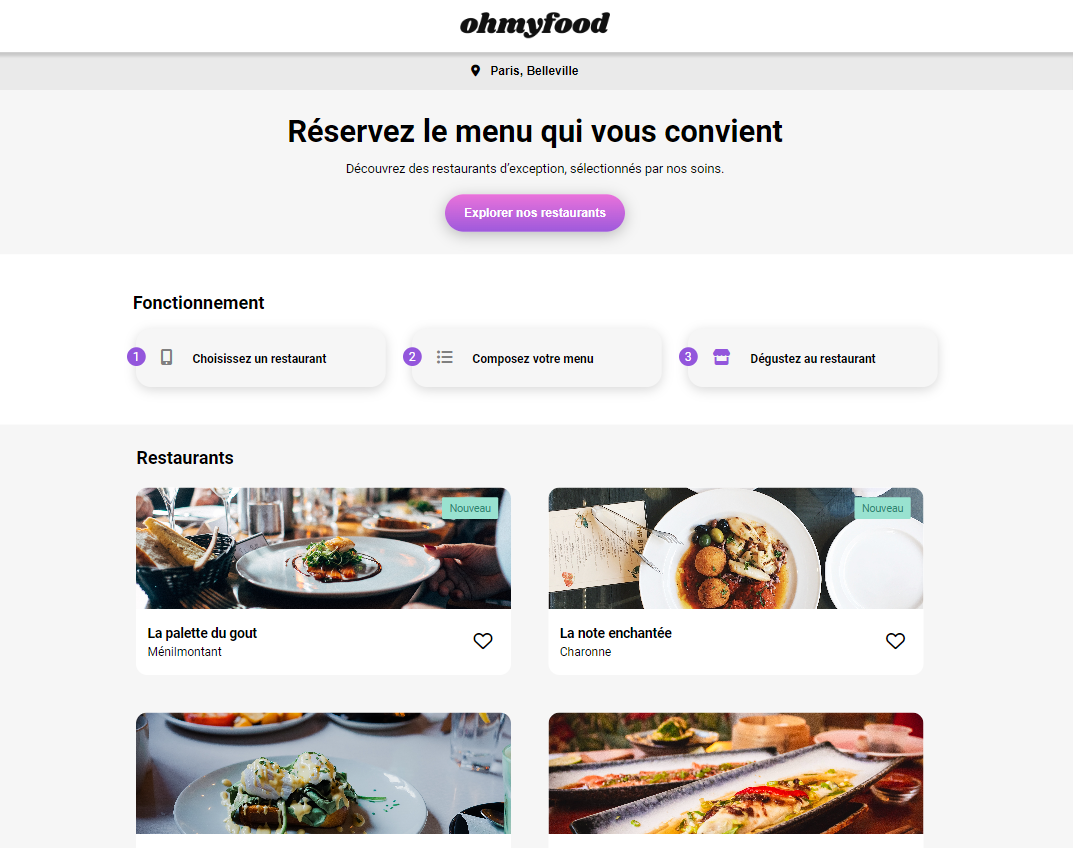 ohmyfood
Paris, Belleville
Réservez le menu qui vous convient
Découvrez des restaurants d’exception, sélectionnés par nos soins.
Explorer nos restaurants
Fonctionnement
1 Choisissez un restaurant
2 Composez votre menu
3 Dégustez au restaurant
Restaurants
Nouveau
La palette du gout
Ménilmontant
Nouveau
La note enchantée
Charonne